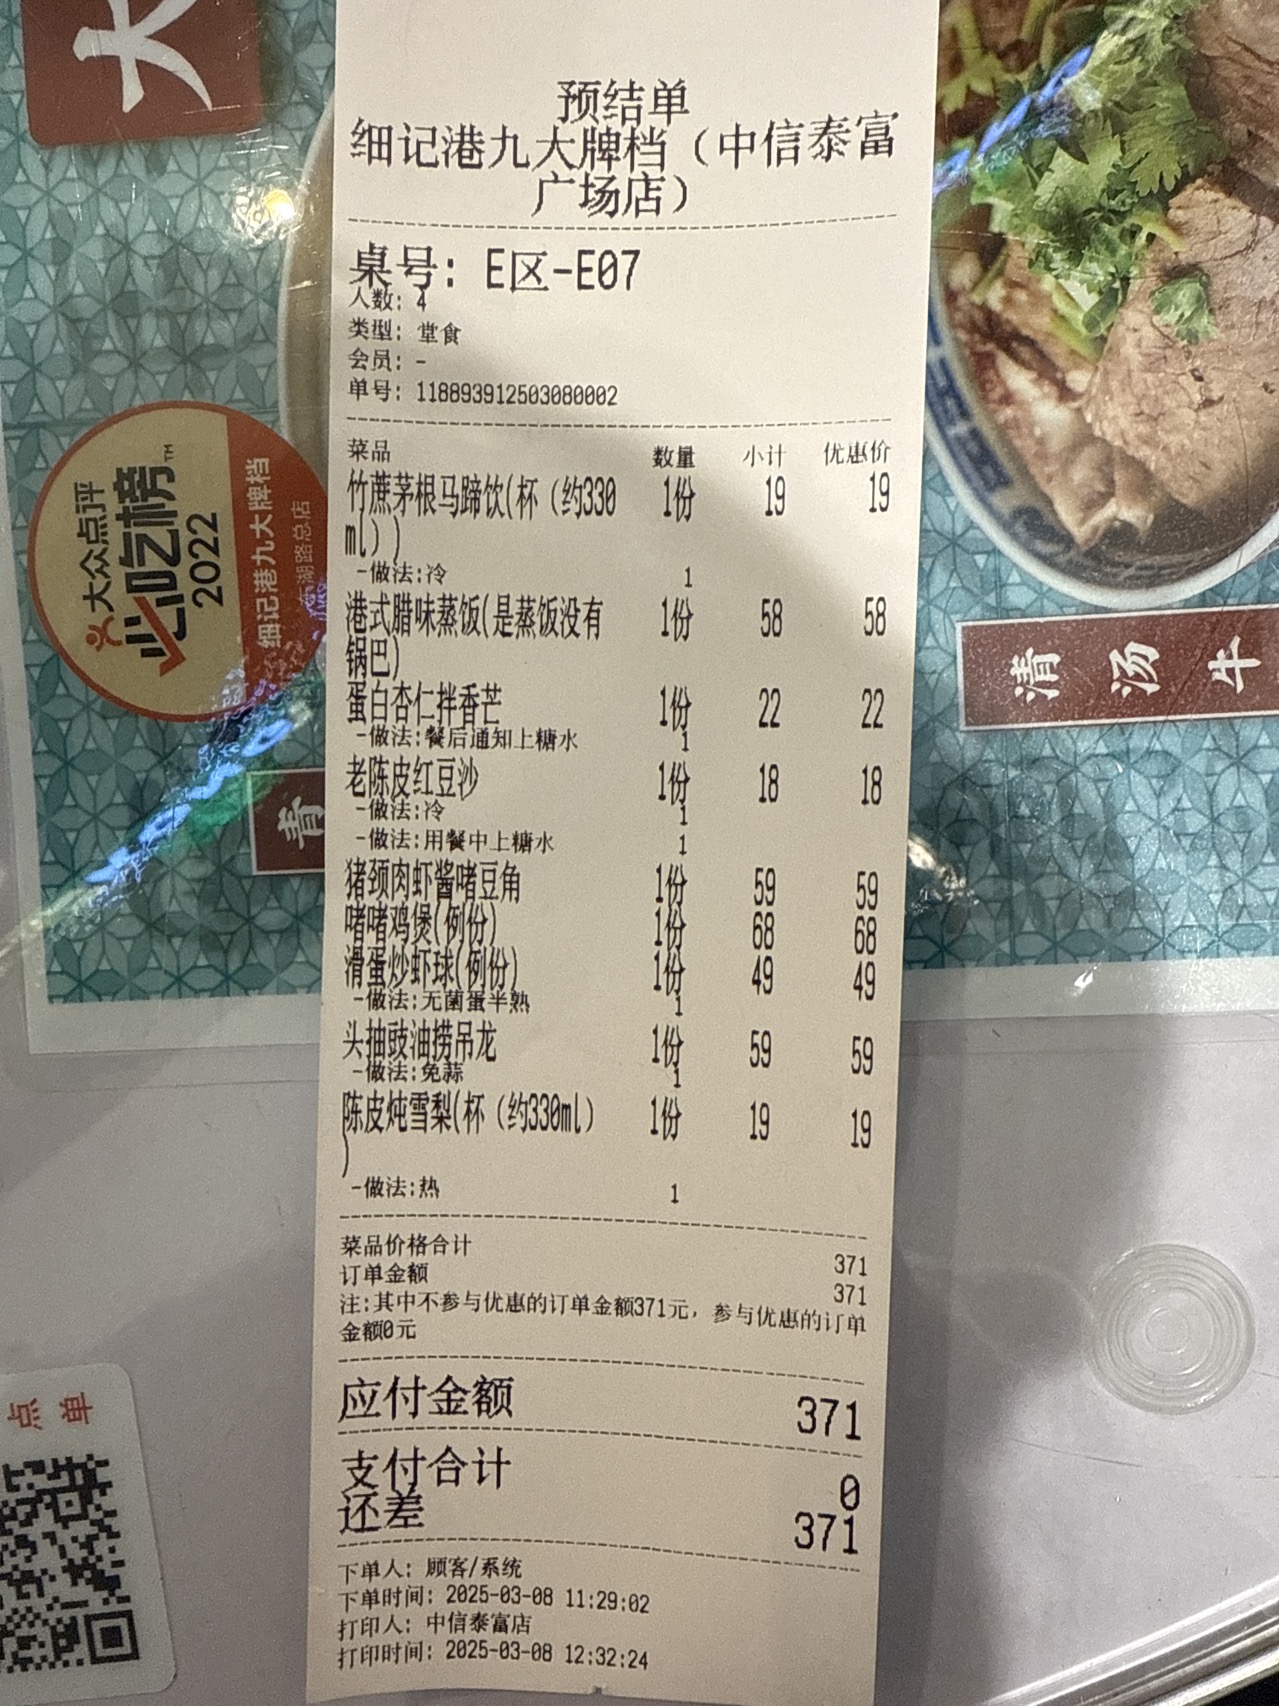 预结单
细记港九大牌档（中信泰富
广场店）
桌号: E区-E07
人数: 4
类型: 堂食
会员: -
单号: 118893912503080002
菜品 数量 小计 优惠价
竹蔗茅根马蹄饮(杯（约330 1份 19 19
ml）)
-做法:冷 1
港式腊味蒸饭(是蒸饭没有 1份 58 58
锅巴)
蛋白杏仁拌香芒 1份 22 22
-做法:餐后通知上糖水 1
老陈皮红豆沙 1份 18 18
-做法:冷 1
-做法:用餐中上糖水 1
猪颈肉虾酱啫豆角 1份 59 59
啫啫鸡煲(例份) 1份 68 68
滑蛋炒虾球(例份) 1份 49 49
-做法:无菌蛋半熟 1
头抽豉油捞吊龙 1份 59 59
-做法:免蒜 1
陈皮炖雪梨(杯（约330ml） 1份 19 19
)
-做法:热 1
菜品价格合计 371
订单金额 371
注:其中不参与优惠的订单金额371元，参与优惠的订单
金额0元
应付金额 371
支付合计 0
还差 371
下单人: 顾客/系统
下单时间: 2025-03-08 11:29:02
打印人: 中信泰富店
打印时间: 2025-03-08 12:32:24
大
大众点评
必吃榜™
2022
细记港九大牌档
湖路总店
青
清汤牛
点单